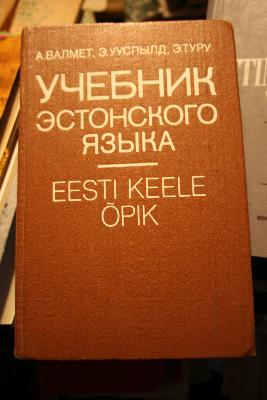 А.ВАЛМЕТ, Э.УУСПЫЛД, Э.ТУРУ
УЧЕБНИК
ЭСТОНСКОГО
ЯЗЫКА
EESTI KEELE
ÕPIK